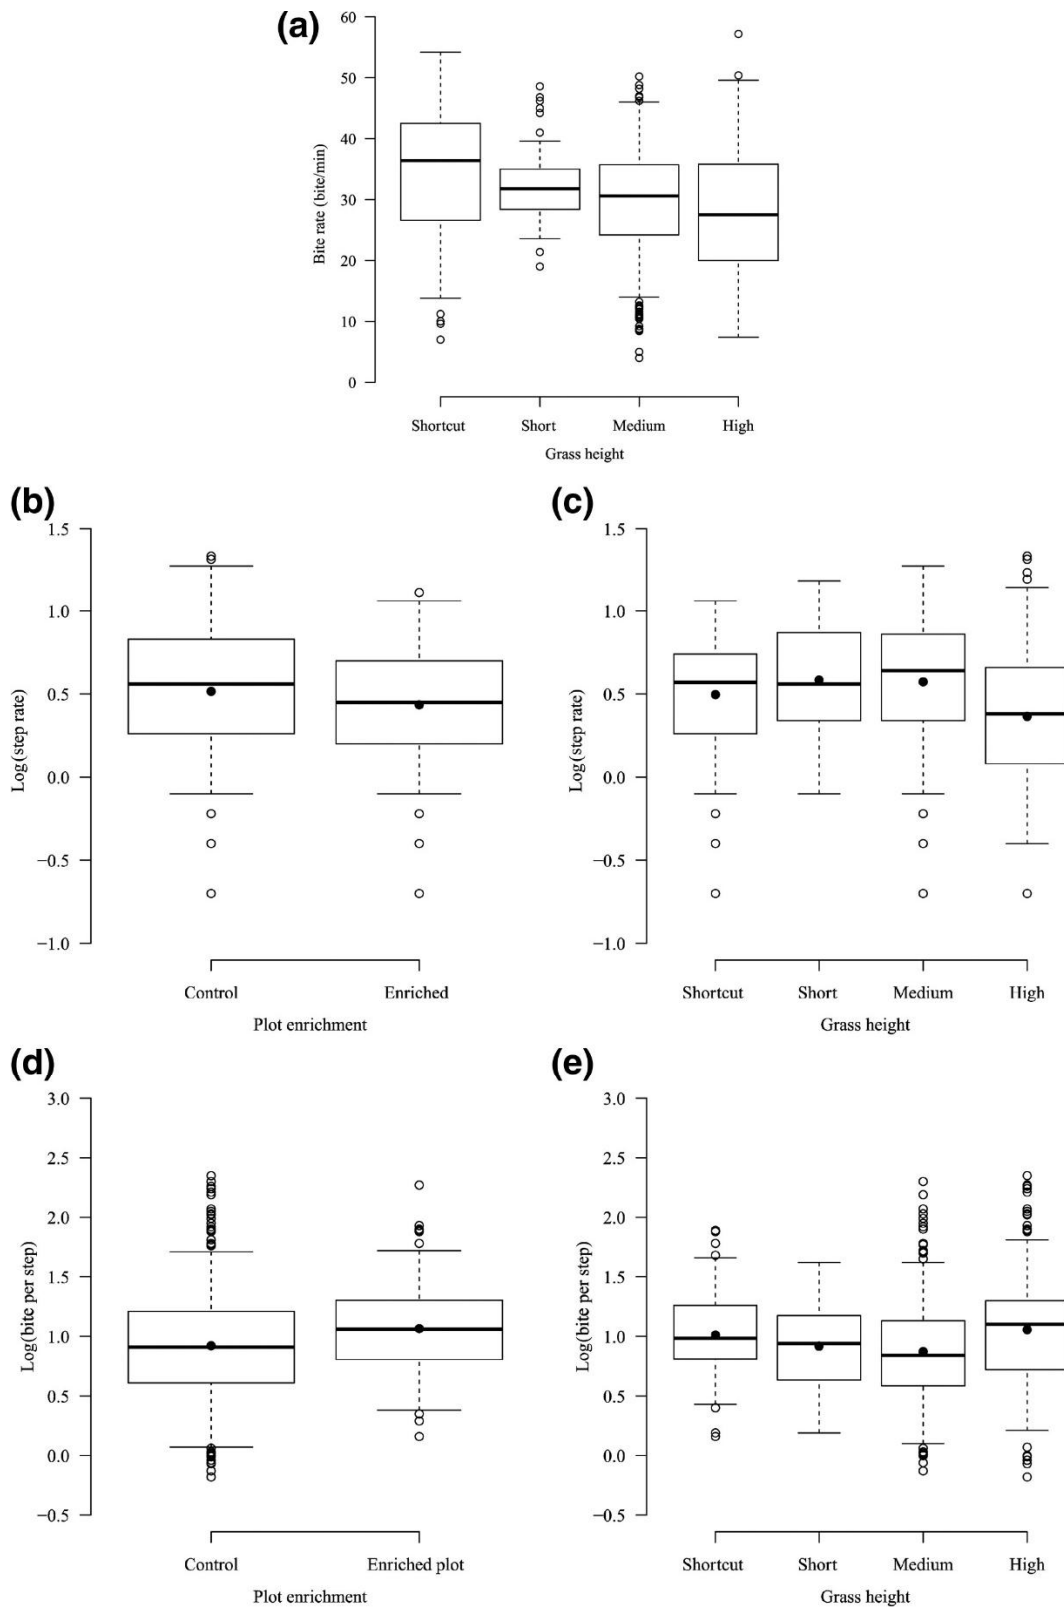 (a)
60
50
40
30
20
10
0
Bite rate (bite/min)
Shortcut Short Medium High
Grass height
(b)
1.5
1.0
0.5
0.0
−0.5
−1.0
Log(step rate)
Control Enriched
Plot enrichment
(c)
1.5
1.0
0.5
0.0
−0.5
−1.0
Log(step rate)
Shortcut Short Medium High
Grass height
(d)
3.0
2.5
2.0
1.5
1.0
0.5
0.0
−0.5
Log(bite per step)
Control Enriched plot
Plot enrichment
(e)
3.0
2.5
2.0
1.5
1.0
0.5
0.0
−0.5
Log(bite per step)
Shortcut Short Medium High
Grass height